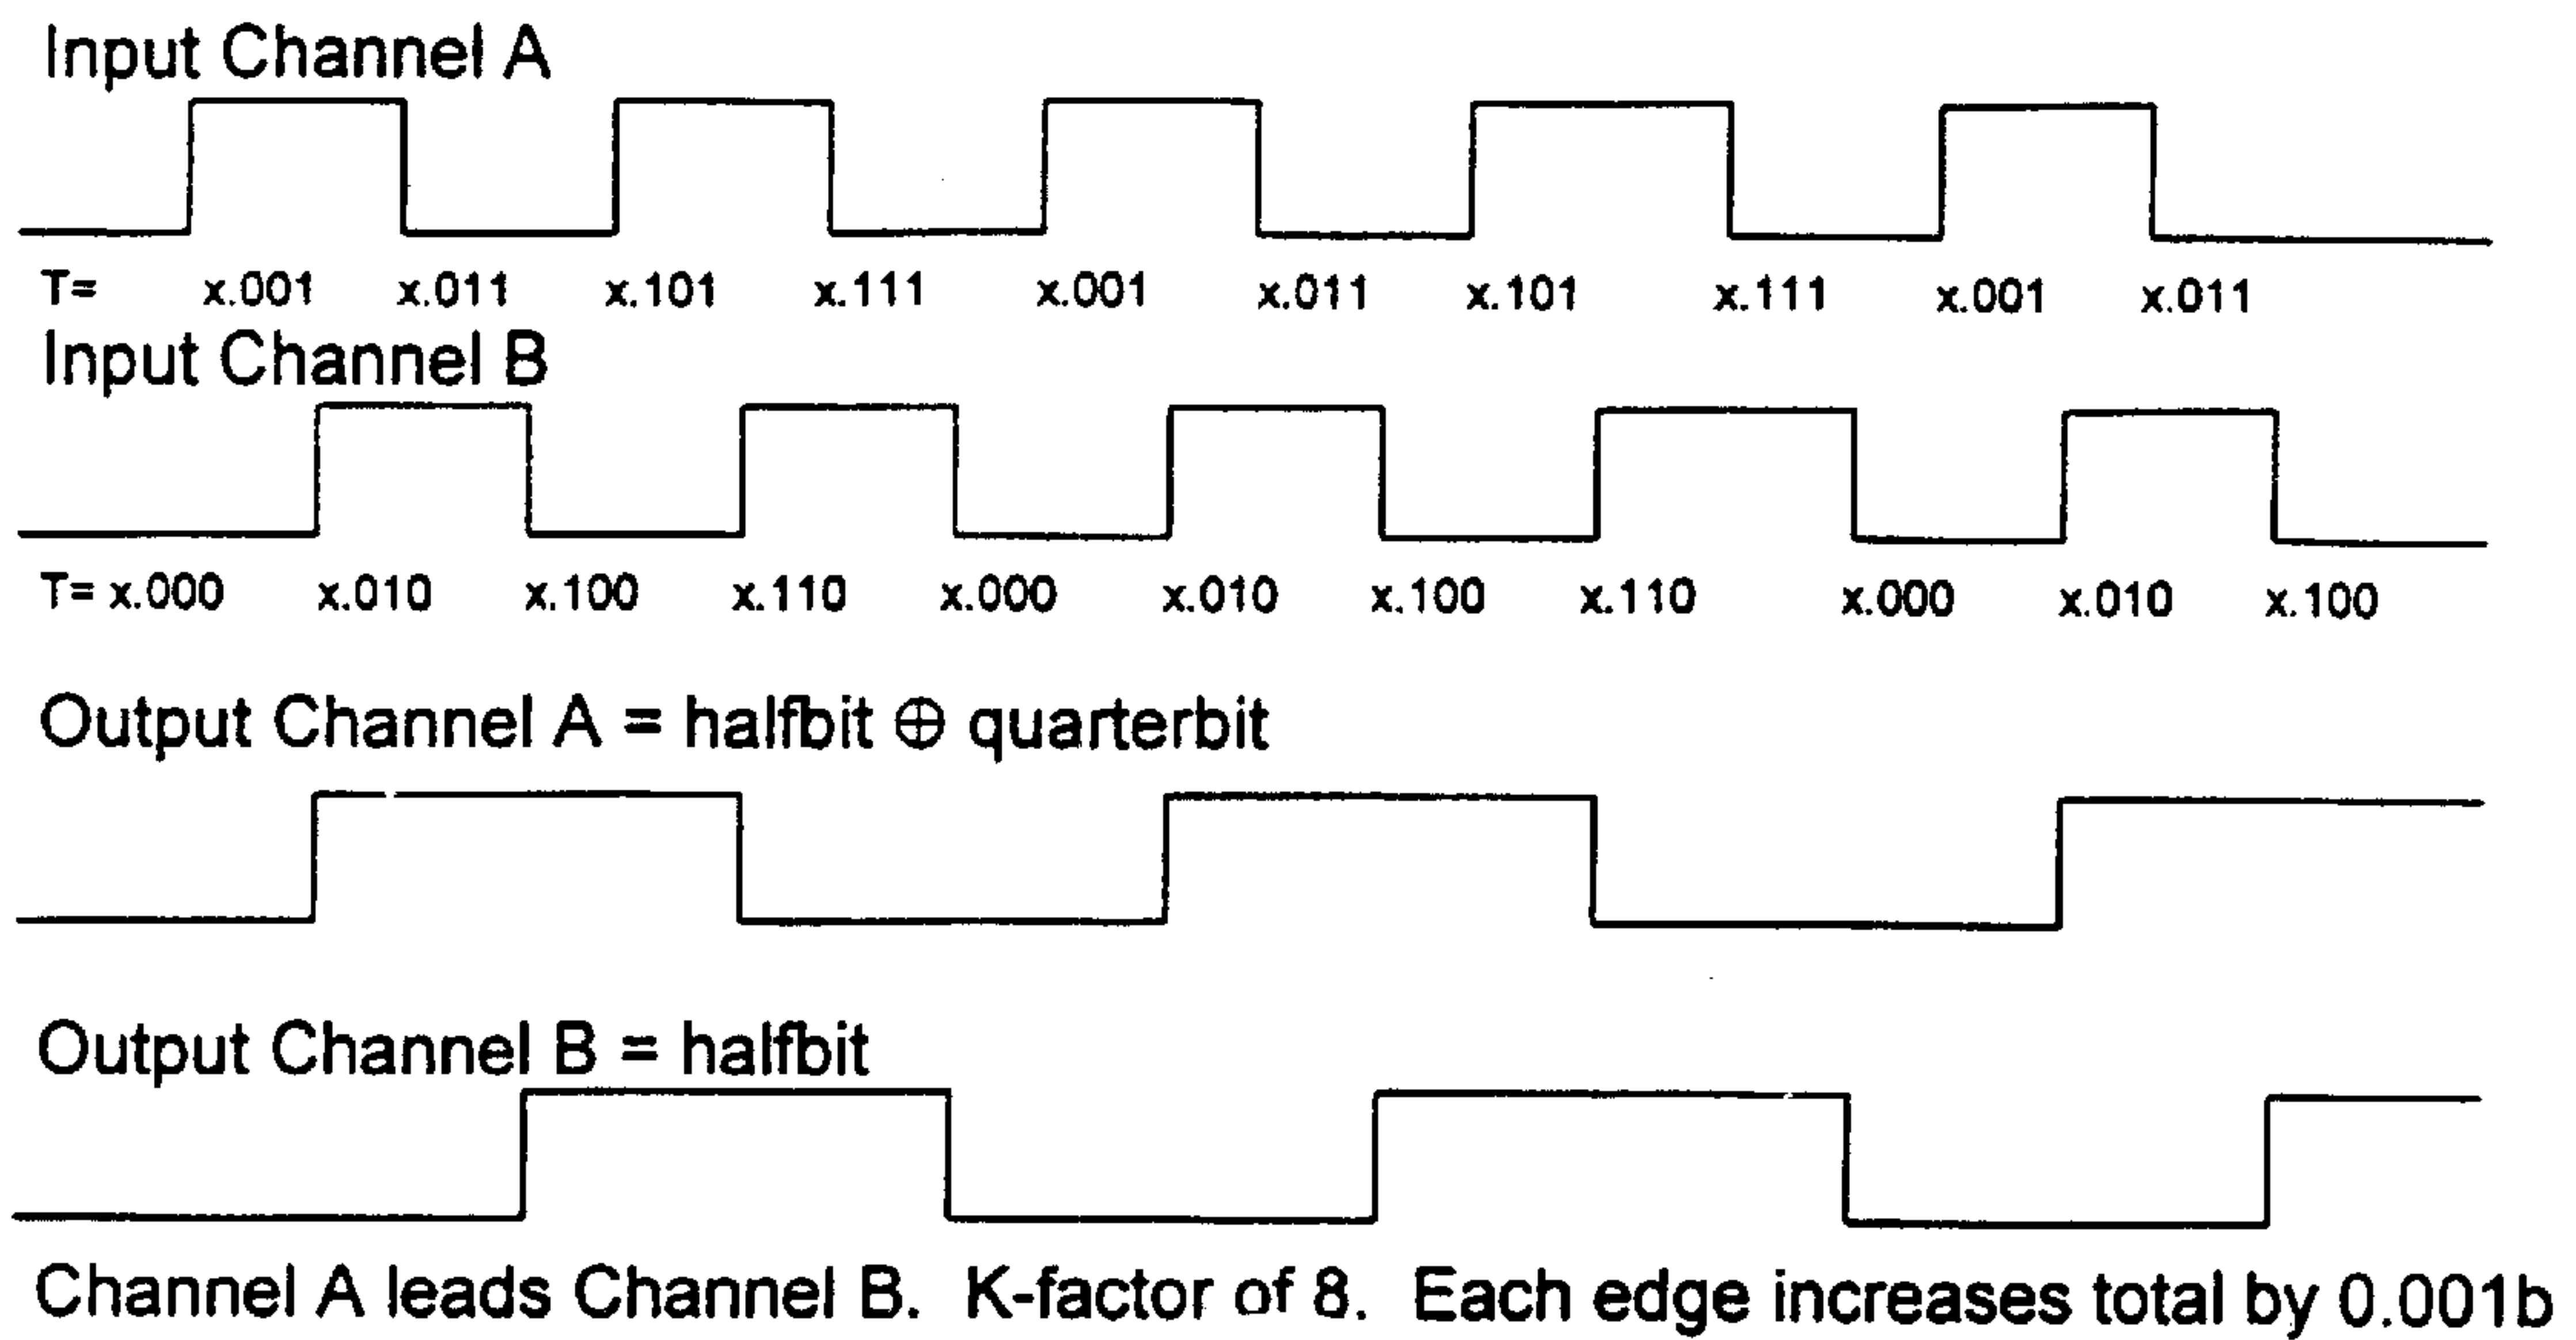 Input Channel A
T= x.001 x.011 x.101 x.111 x.001 x.011 x.101 x.111 x.001 x.011
Input Channel B
T= x.000 x.010 x.100 x.110 x.000 x.010 x.100 x.110 x.000 x.010 x.100
Output Channel A = halfbit ⊕ quarterbit
Output Channel B = halfbit
Channel A leads Channel B. K-factor of 8. Each edge increases total by 0.001b